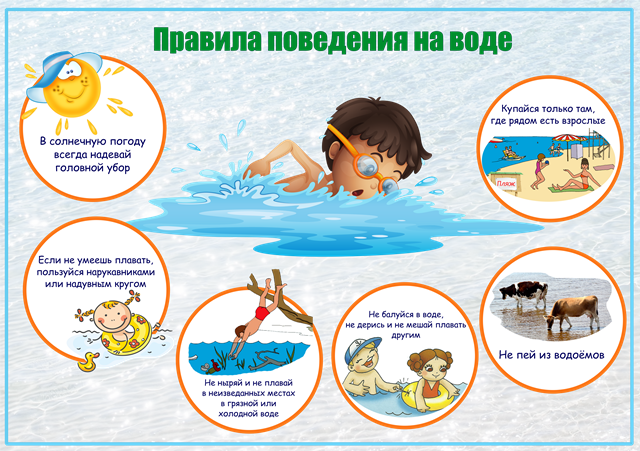 Правила поведения на воде
В солнечную погоду
всегда надевай
головной убор
Купайся только там,
где рядом есть взрослые
Пляж
Если не умеешь плавать,
пользуйся нарукавниками
или надувным кругом
Не ныряй и не плавай
в неизведанных местах
в грязной или
холодной воде
Не балуйся в воде,
не дерись и не мешай плавать
другим
Не пей из водоёмов